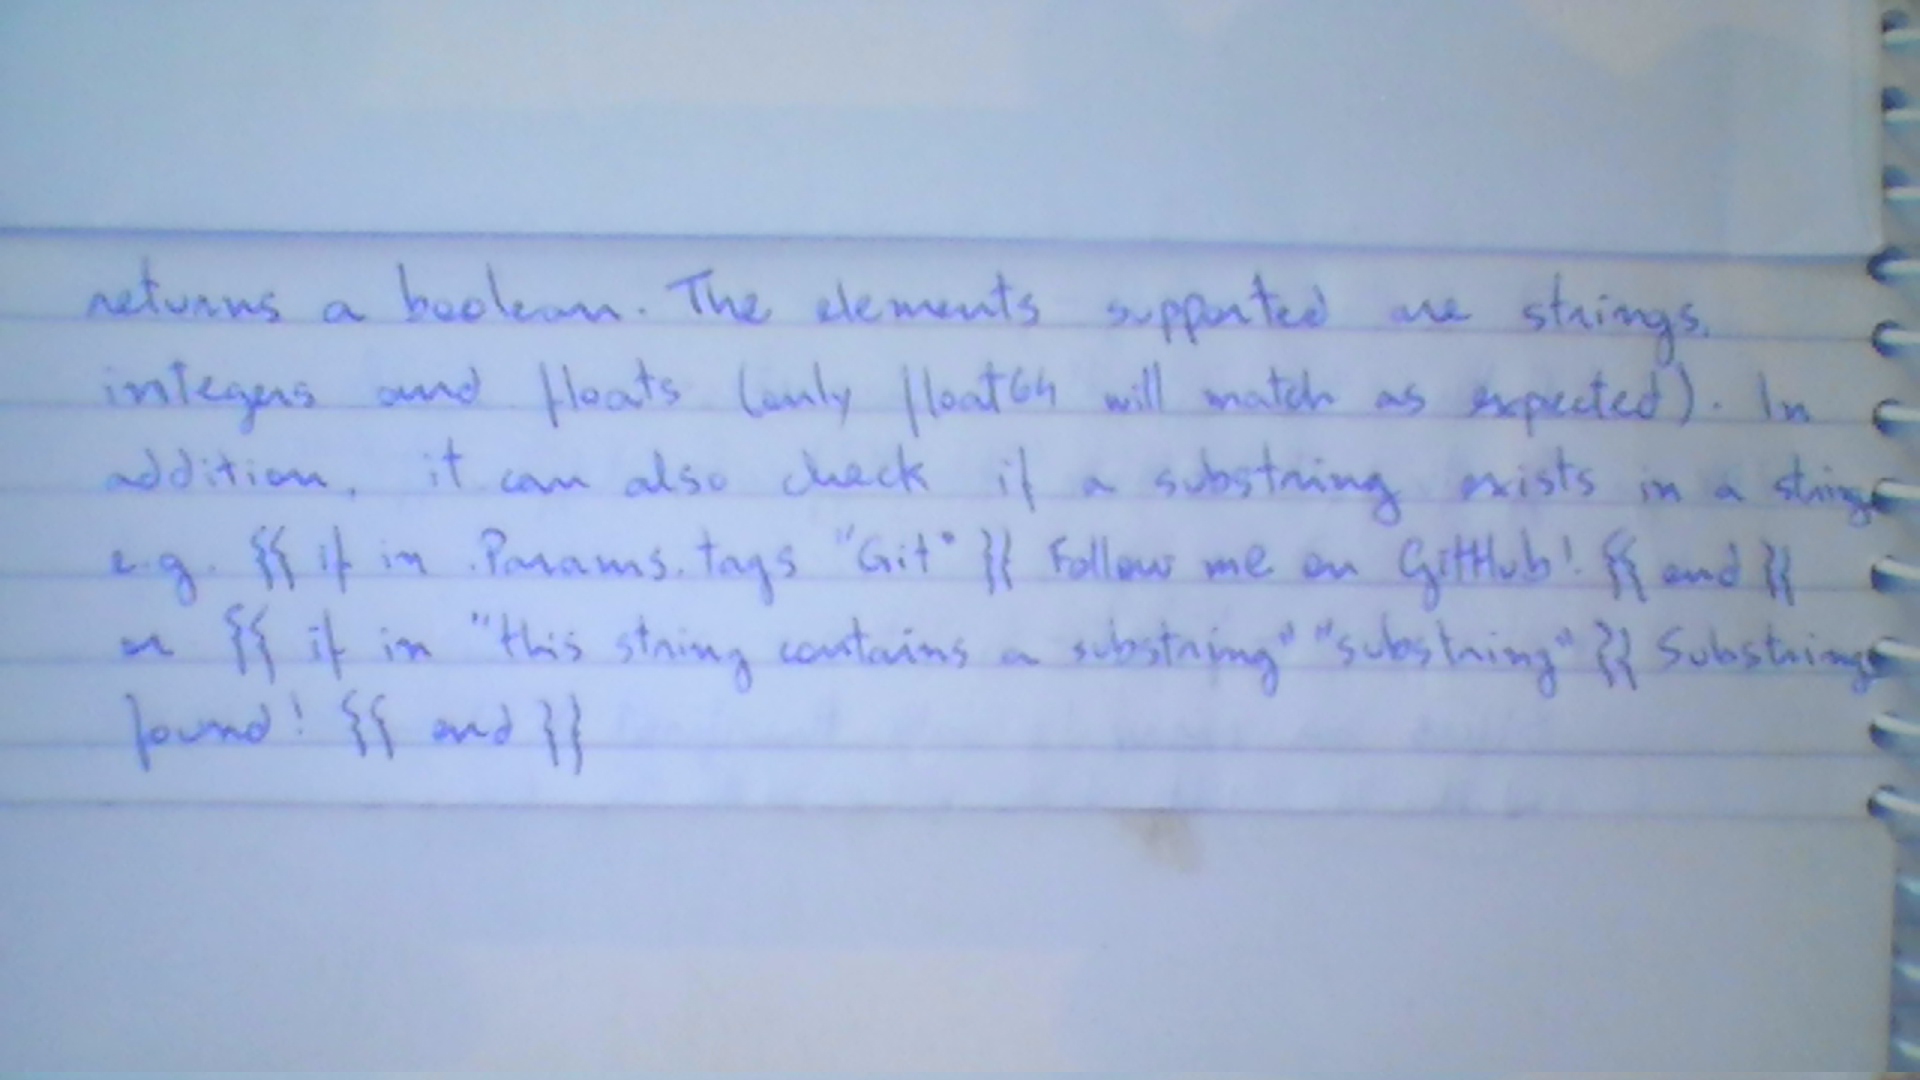 returns a boolean. The elements supported are strings,
integers and floats (only float64 will match as expected). In
addition, it can also check if a substring exists in a string
e.g. {{ if in .Params.tags "Git" }} Follow me on GitHub! {{ end }}
or {{ if in "this string contains a substring" "substring" }} Substring
found! {{ end }}